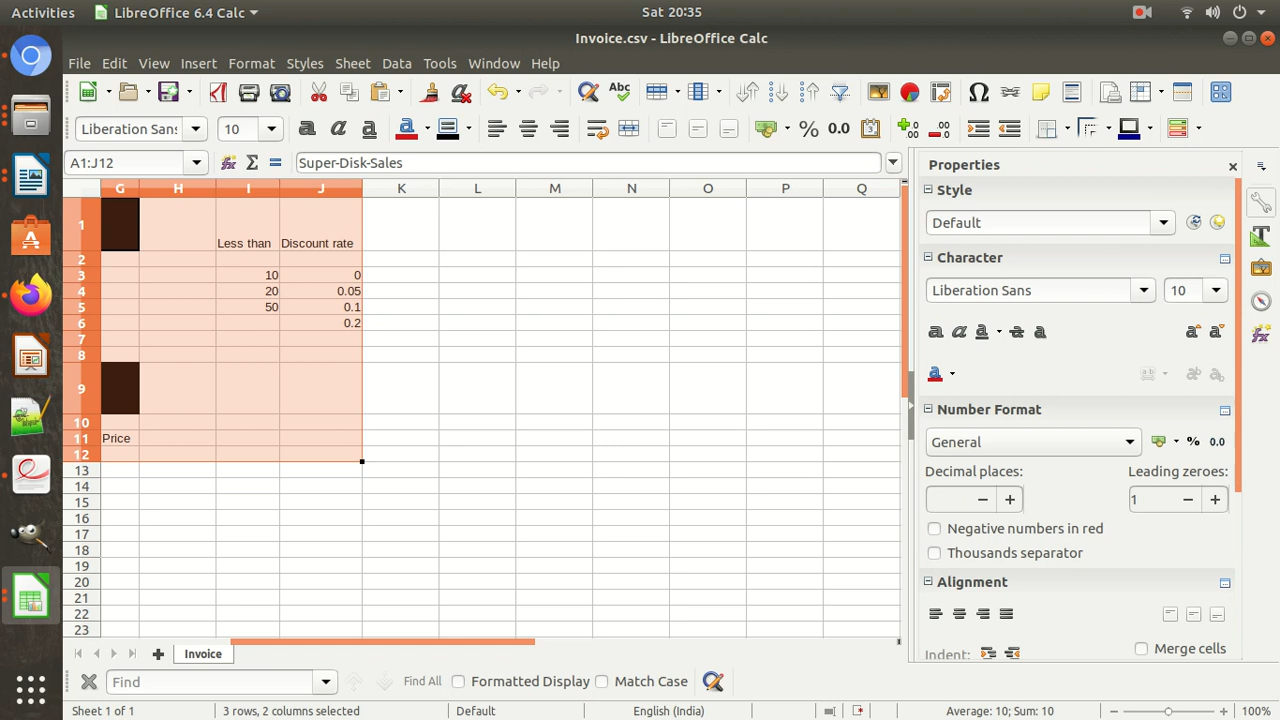 Activities LibreOffice 6.4 Calc Sat 20:35
Invoice.csv - LibreOffice Calc
File Edit View Insert Format Styles Sheet Data Tools Window Help
Abc
Liberation Sans 10 % 0.0
A1:J12 Super-Disk-Sales
G H I J K L M N O P Q
1 Less than Discount rate
2
3 10 0
4 20 0.05
5 50 0.1
6 0.2
7
8
9
10
11 Price
12
13
14
15
16
17
18
19
20
21
22
23
Properties
Style
Default
Character
Liberation Sans 10
Number Format
General % 0.0
Decimal places: Leading zeroes:
1
Negative numbers in red
Thousands separator
Alignment
Indent: Merge cells
Invoice
Find Find All Formatted Display Match Case
Sheet 1 of 1 3 rows, 2 columns selected Default English (India) Average: 10; Sum: 10 100%